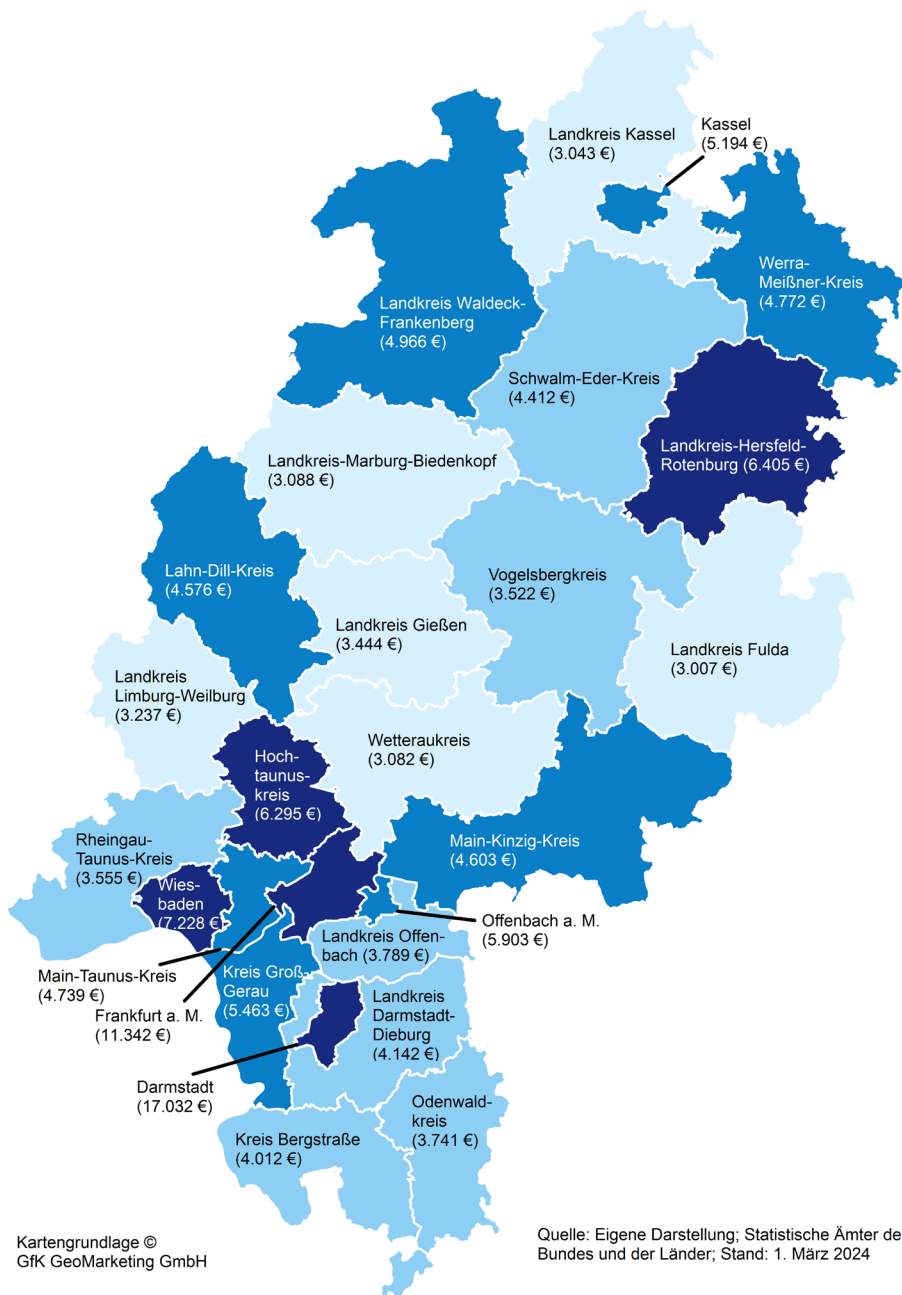 Landkreis Kassel
(3.043 €)
Kassel
(5.194 €)
Werra-
Meißner-Kreis
(4.772 €)
Landkreis Waldeck-
Frankenberg
(4.966 €)
Schwalm-Eder-Kreis
(4.412 €)
Landkreis-Hersfeld-
Rotenburg (6.405 €)
Landkreis-Marburg-Biedenkopf
(3.088 €)
Lahn-Dill-Kreis
(4.576 €)
Vogelsbergkreis
(3.522 €)
Landkreis Gießen
(3.444 €)
Landkreis Fulda
(3.007 €)
Landkreis
Limburg-Weilburg
(3.237 €)
Wetteraukreis
(3.082 €)
Hoch-
taunus-
kreis
(6.295 €)
Rheingau-
Taunus-Kreis
(3.555 €)
Main-Kinzig-Kreis
(4.603 €)
Wies-
baden
(7.228 €)
Offenbach a. M.
(5.903 €)
Landkreis Offen-
bach (3.789 €)
Main-Taunus-Kreis
(4.739 €)
Kreis Groß-
Gerau
(5.463 €)
Frankfurt a. M.
(11.342 €)
Landkreis
Darmstadt-
Dieburg
(4.142 €)
Darmstadt
(17.032 €)
Odenwald-
kreis
(3.741 €)
Kreis Bergstraße
(4.012 €)
Kartengrundlage ©
GfK GeoMarketing GmbH
Quelle: Eigene Darstellung; Statistische Ämter de
Bundes und der Länder; Stand: 1. März 2024